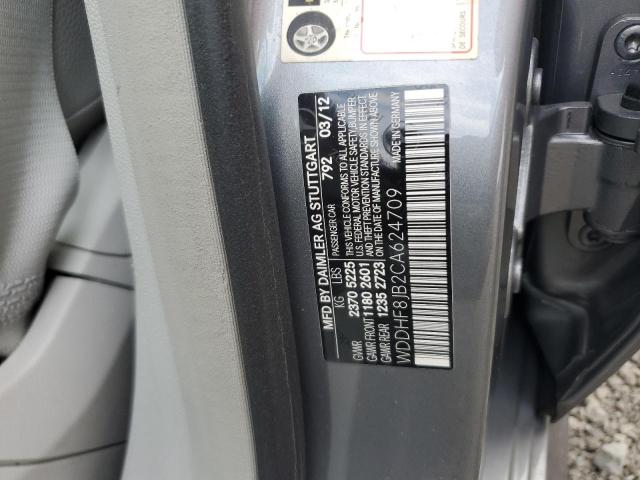 DE SECOURS
MFD BY DAIMLER AG STUTTGART
792 03/12
KG LBS PASSENGER CAR
GVWR 2370 5225 THIS VEHICLE CONFORMS TO ALL APPLICABLE
GAWR FRONT 1180 2601 U.S. FEDERAL MOTOR VEHICLE SAFETY, BUMPER,
GAWR REAR 1235 2723 AND THEFT PREVENTION STANDARDS IN EFFECT
ON THE DATE OF MANUFACTURE SHOWN ABOVE
WDDHF8JB2CA624709
MADE IN GERMANY